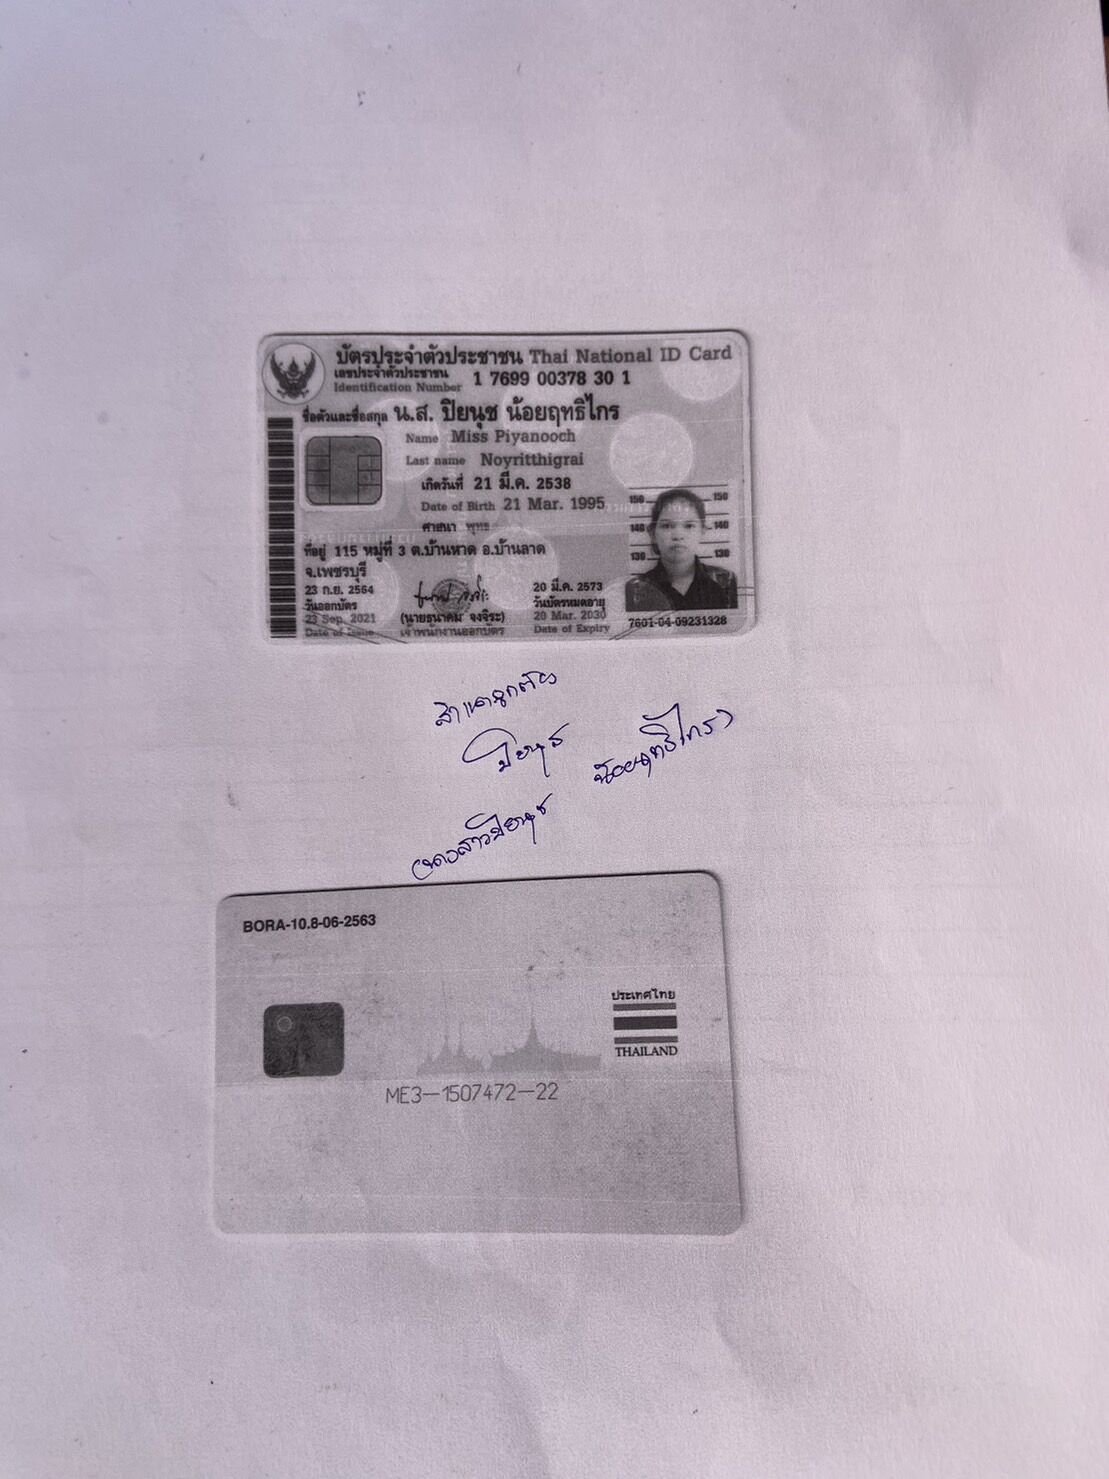 บัตรประจำตัวประชาชน Thai National ID Card
เลขประจำตัวประชาชน
Identification Number 1 7699 00378 30 1
ชื่อตัวและชื่อสกุล น.ส. ปิยนุช น้อยฤทธิไกร
Name Miss Piyanooch
Last name Noyritthigrai
เกิดวันที่ 21 มี.ค. 2538
Date of Birth 21 Mar. 1995
ศาสนา พุทธ
ที่อยู่ 115 หมู่ที่ 3 ต.บ้านหาด อ.บ้านลาด
จ.เพชรบุรี
23 ก.ย. 2564
วันออกบัตร
23 Sep. 2021
Date of Issue
(นายธนาคม จงจิระ)
เจ้าพนักงานออกบัตร
20 มี.ค. 2573
วันบัตรหมดอายุ
20 Mar. 2030
Date of Expiry
150 150
140 140
130 130
7601-04-09231328
สำเนาถูกต้อง
ปิยนุช น้อยฤทธิไกร)
(นางสาวปิยนุช
BORA-10.8-06-2563
ประเทศไทย
THAILAND
ME3-1507472-22